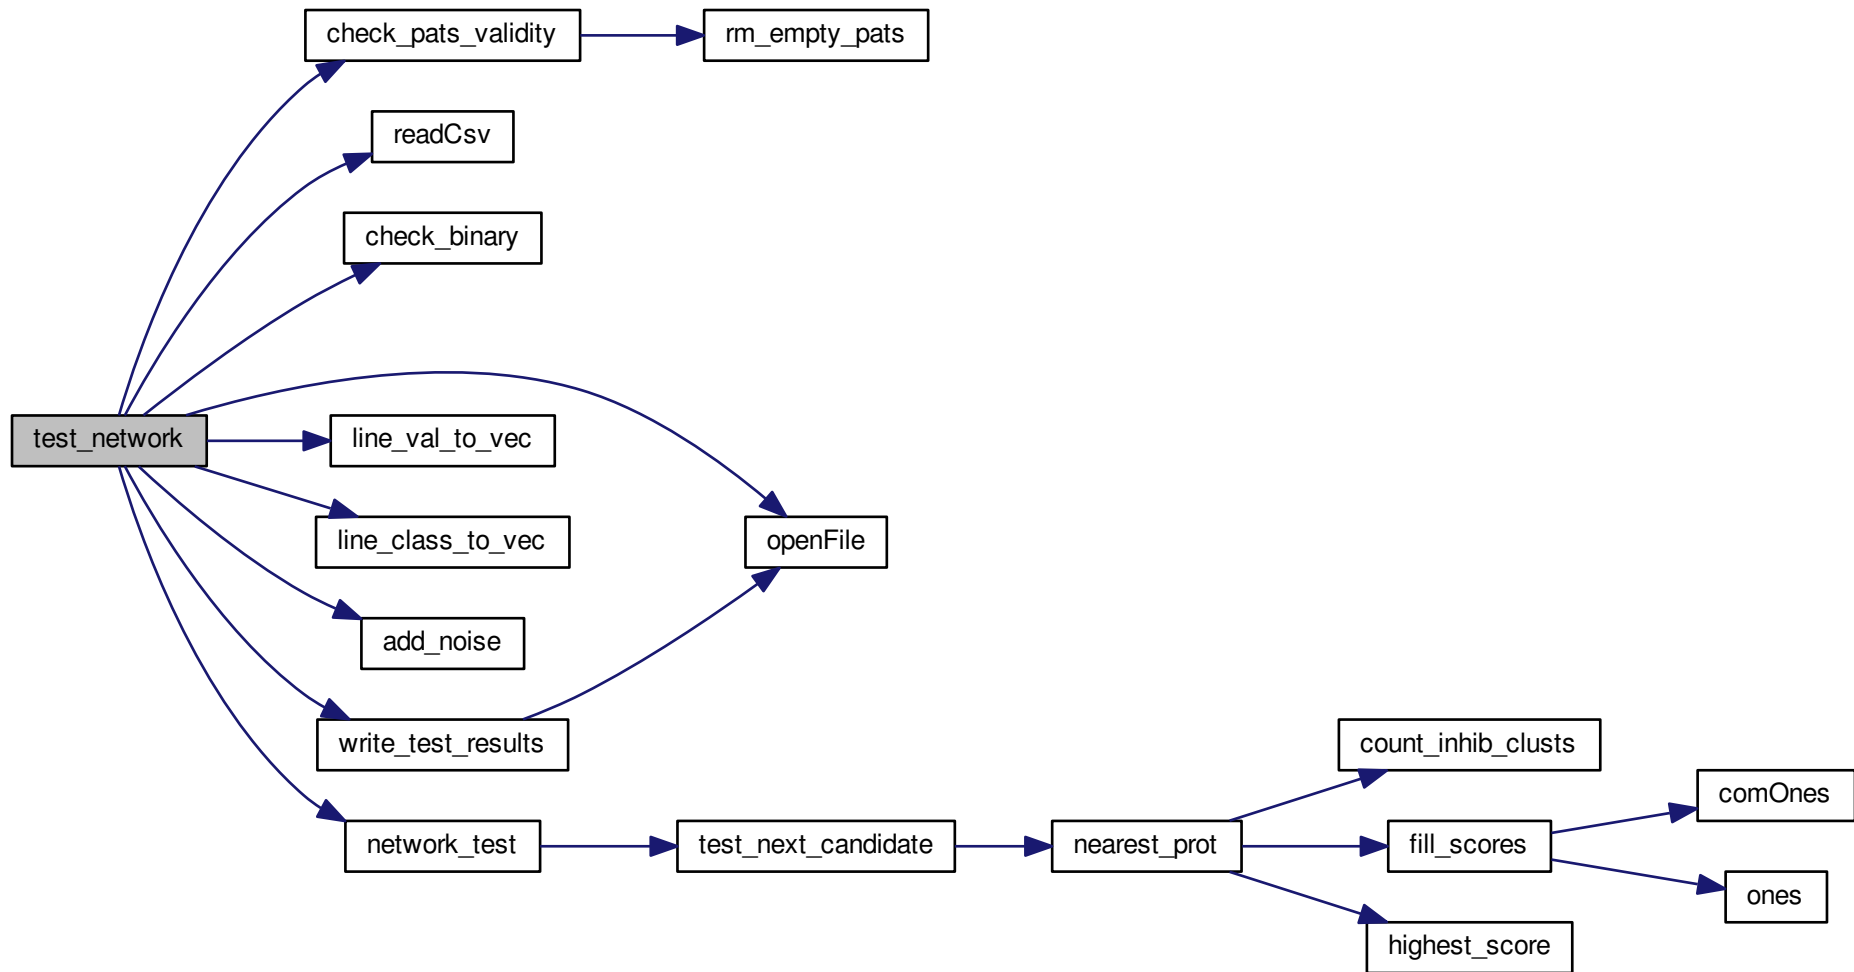 check_pats_validity
rm_empty_pats
readCsv
check_binary
test_network
line_val_to_vec
line_class_to_vec
openFile
add_noise
write_test_results
count_inhib_clusts
comOnes
network_test
test_next_candidate
nearest_prot
fill_scores
ones
highest_score